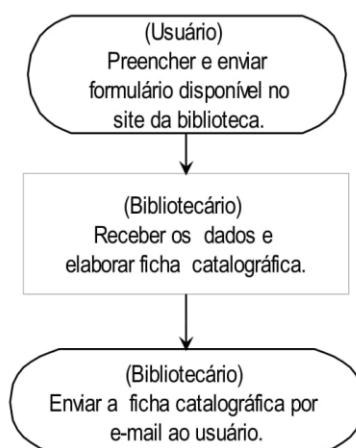 (Usuário)
Preencher e enviar
formulário disponível no
site da biblioteca.
(Bibliotecário)
Receber os dados e
elaborar ficha catalográfica.
(Bibliotecário)
Enviar a ficha catalográfica por
e-mail ao usuário.